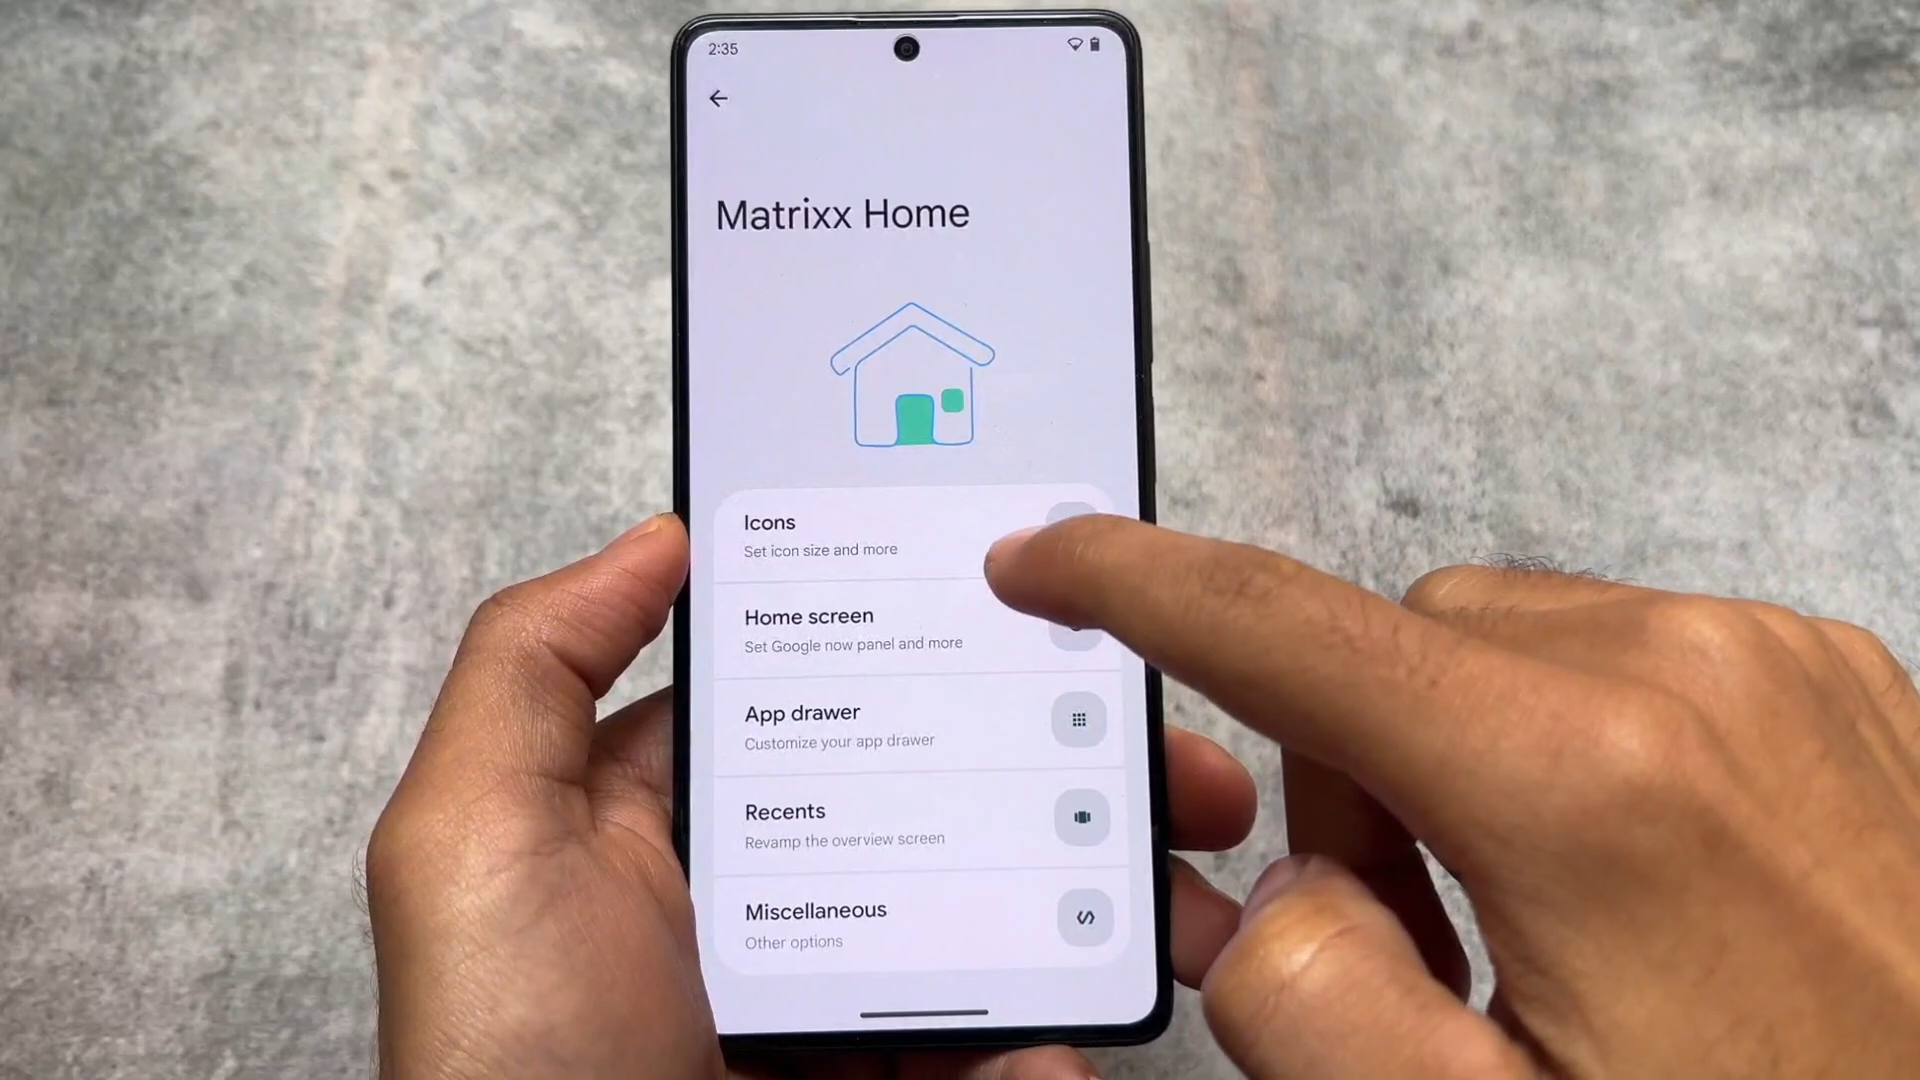 2:35
Matrixx Home
Icons
Set icon size and more
Home screen
Set Google now panel and more
App drawer
Customize your app drawer
Recents
Revamp the overview screen
Miscellaneous
Other options